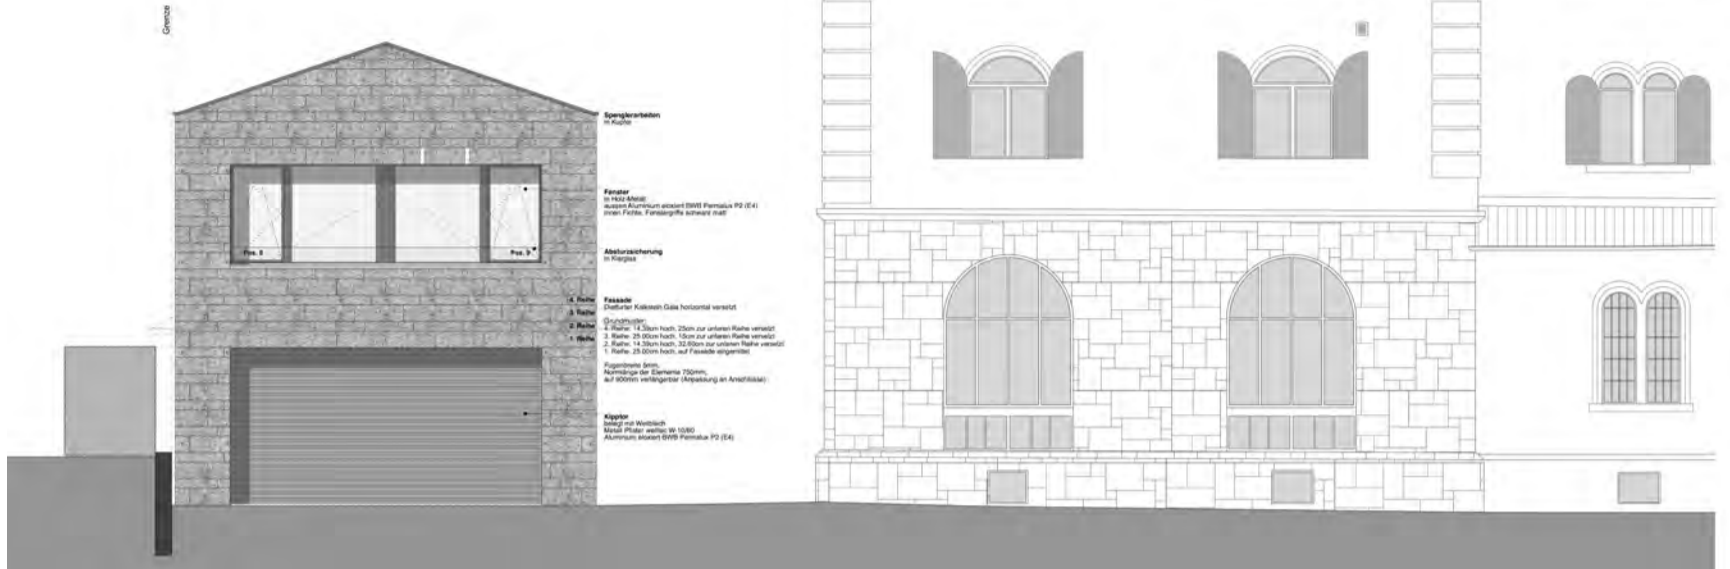 Grenze
Spenglerarbeiten
in Kupfer
Fenster
in Holz-Metall
aussen Aluminium eloxiert BWB Permalux P2 (E4)
innen Fichte, Fenstergriffe schwarz matt
Absturzsicherung
in Klarglas
Pos. 8
Pos. 9
4. Reihe
3. Reihe
2. Reihe
1. Reihe
Fassade
Dietfurter Kalkstein Gala horizontal versetzt
Grundmuster:
4. Reihe: 14.39cm hoch, 25cm zur unteren Reihe versetzt
3. Reihe: 25.00cm hoch, 15cm zur unteren Reihe versetzt
2. Reihe: 14.39cm hoch, 32.60cm zur unteren Reihe versetzt
1. Reihe: 25.00cm hoch, auf Fassade eingemittet
Fugenbreite 5mm,
Normlänge der Elemente 750mm,
auf 900mm verlängerbar (Anpassung an Anschlüsse)
Kipptor
belegt mit Wellblech
Metall Pfister welltec W-10/80
Aluminium eloxiert BWB Permalux P2 (E4)